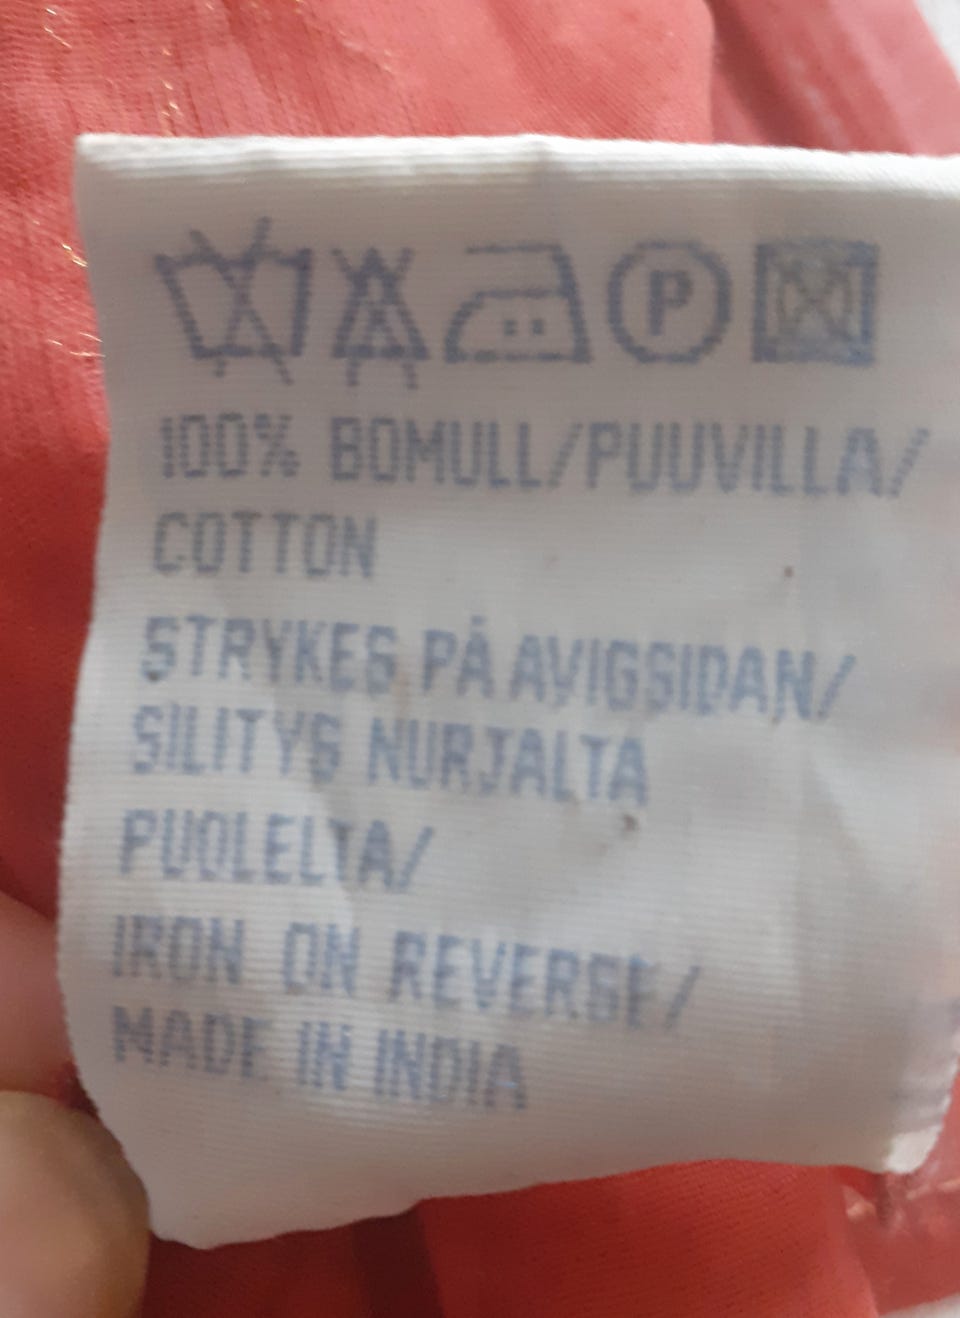 P
100% BOMULL/PUUVILLA/
COTTON
STRYKES PÅ AVIGSIDAN/
SILITYS NURJALTA
PUOLELTA/
IRON ON REVERSE/
MADE IN INDIA